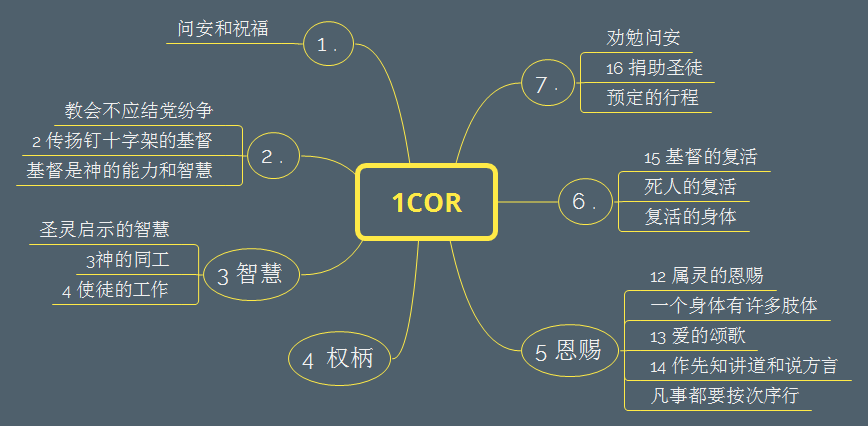 1COR
1 .
问安和祝福
2 .
教会不应结党纷争
2 传扬钉十字架的基督
基督是神的能力和智慧
3 智慧
圣灵启示的智慧
3神的同工
4 使徒的工作
4 权柄
5 恩赐
12 属灵的恩赐
一个身体有许多肢体
13 爱的颂歌
14 作先知讲道和说方言
凡事都要按次序行
6 .
15 基督的复活
死人的复活
复活的身体
7 .
劝勉问安
16 捐助圣徒
预定的行程